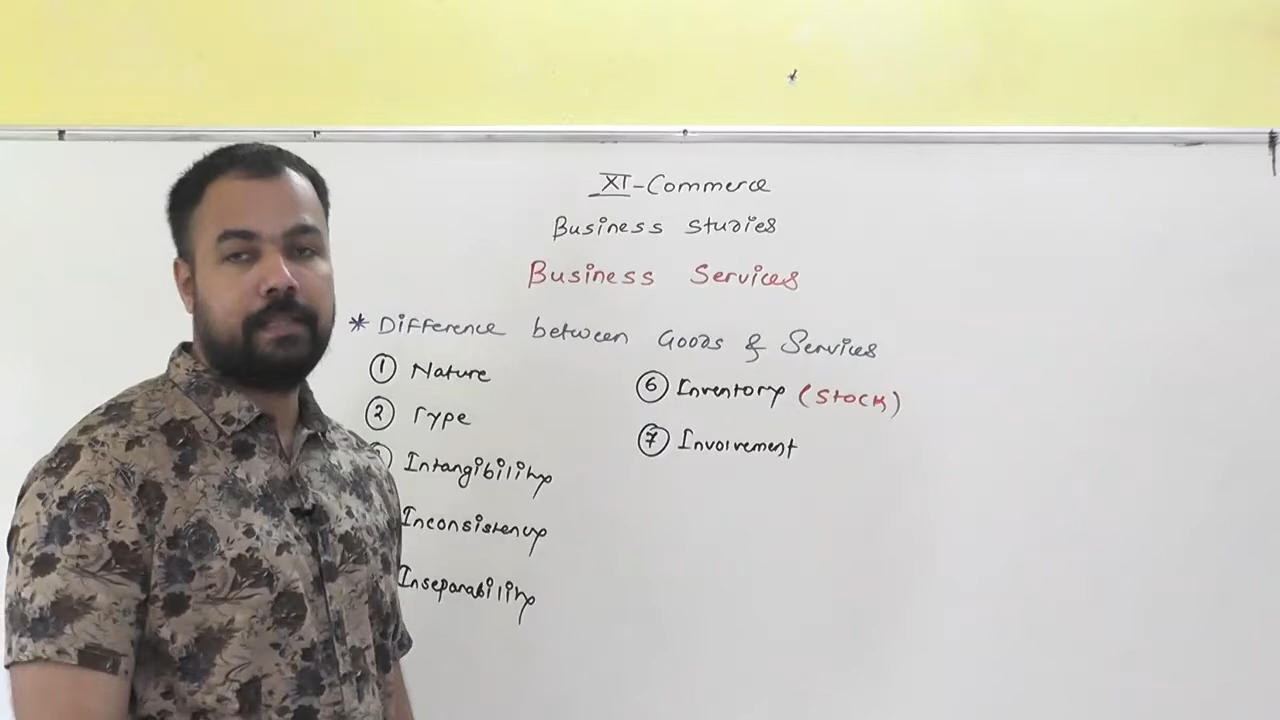 XI-Commerce
Business Studies
Business Services
* Difference between Goods & Services
① Nature
② Type
Intangibility
Inconsistency
Inseparability
⑥ Inventory (Stock)
⑦ Involvement